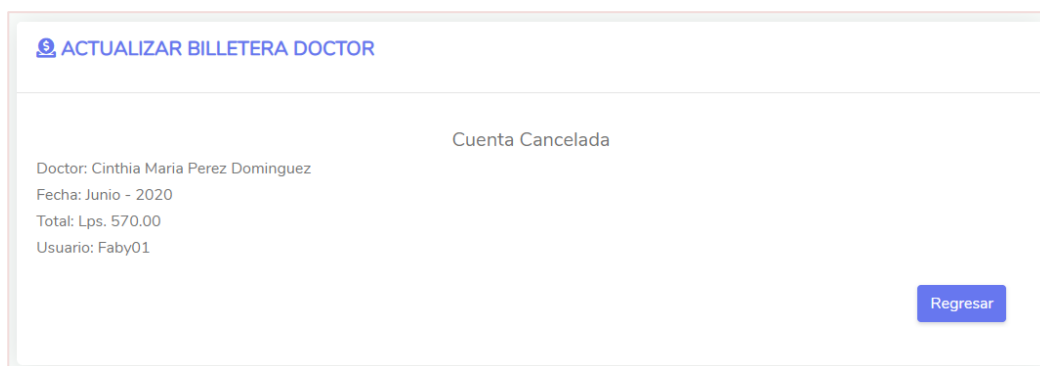 ACTUALIZAR BILLETERA DOCTOR
Cuenta Cancelada
Doctor: Cinthia Maria Perez Dominguez
Fecha: Junio - 2020
Total: Lps. 570.00
Usuario: Faby01
Regresar